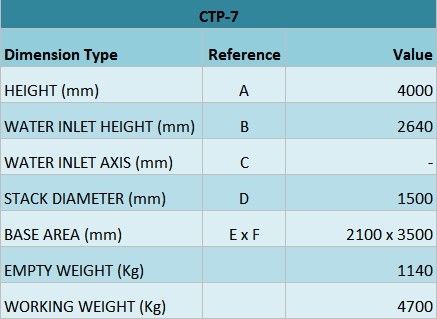 CTP-7
Dimension Type Reference Value
HEIGHT (mm) A 4000
WATER INLET HEIGHT (mm) B 2640
WATER INLET AXIS (mm) C -
STACK DIAMETER (mm) D 1500
BASE AREA (mm) E x F 2100 x 3500
EMPTY WEIGHT (Kg) 1140
WORKING WEIGHT (Kg) 4700